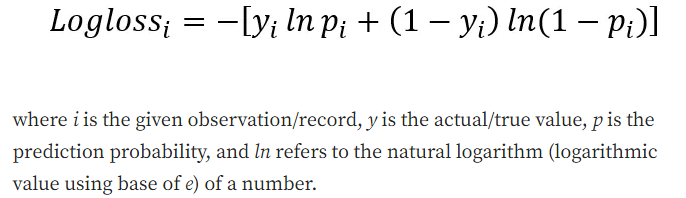 Logloss_i = −[y_i ln p_i + (1 − y_i) ln(1 − p_i)]
where i is the given observation/record, y is the actual/true value, p is the
prediction probability, and ln refers to the natural logarithm (logarithmic
value using base of e) of a number.